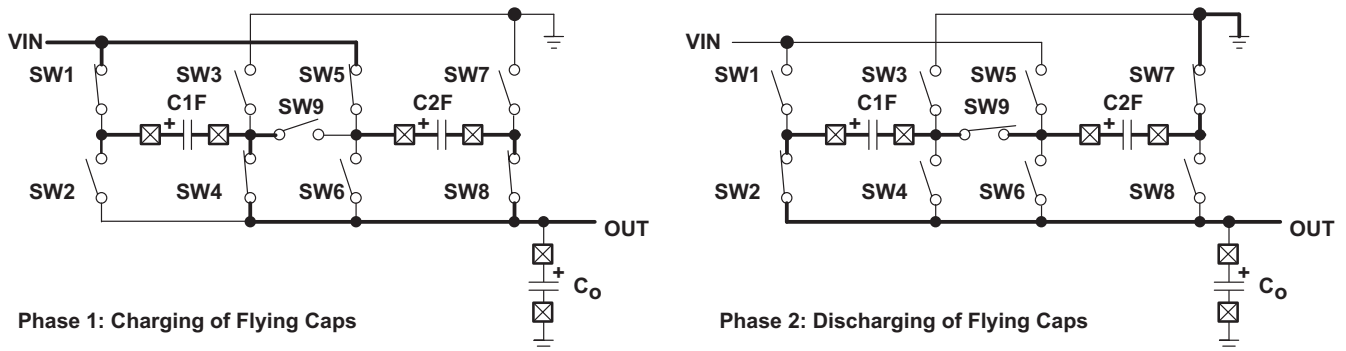 VIN
SW1
SW3
SW5
SW7
C1F
SW9
C2F
+
+
SW2
SW4
SW6
SW8
OUT
+
Co
Phase 1: Charging of Flying Caps
VIN
SW1
SW3
SW5
SW7
C1F
SW9
C2F
+
+
SW2
SW4
SW6
SW8
OUT
+
Co
Phase 2: Discharging of Flying Caps